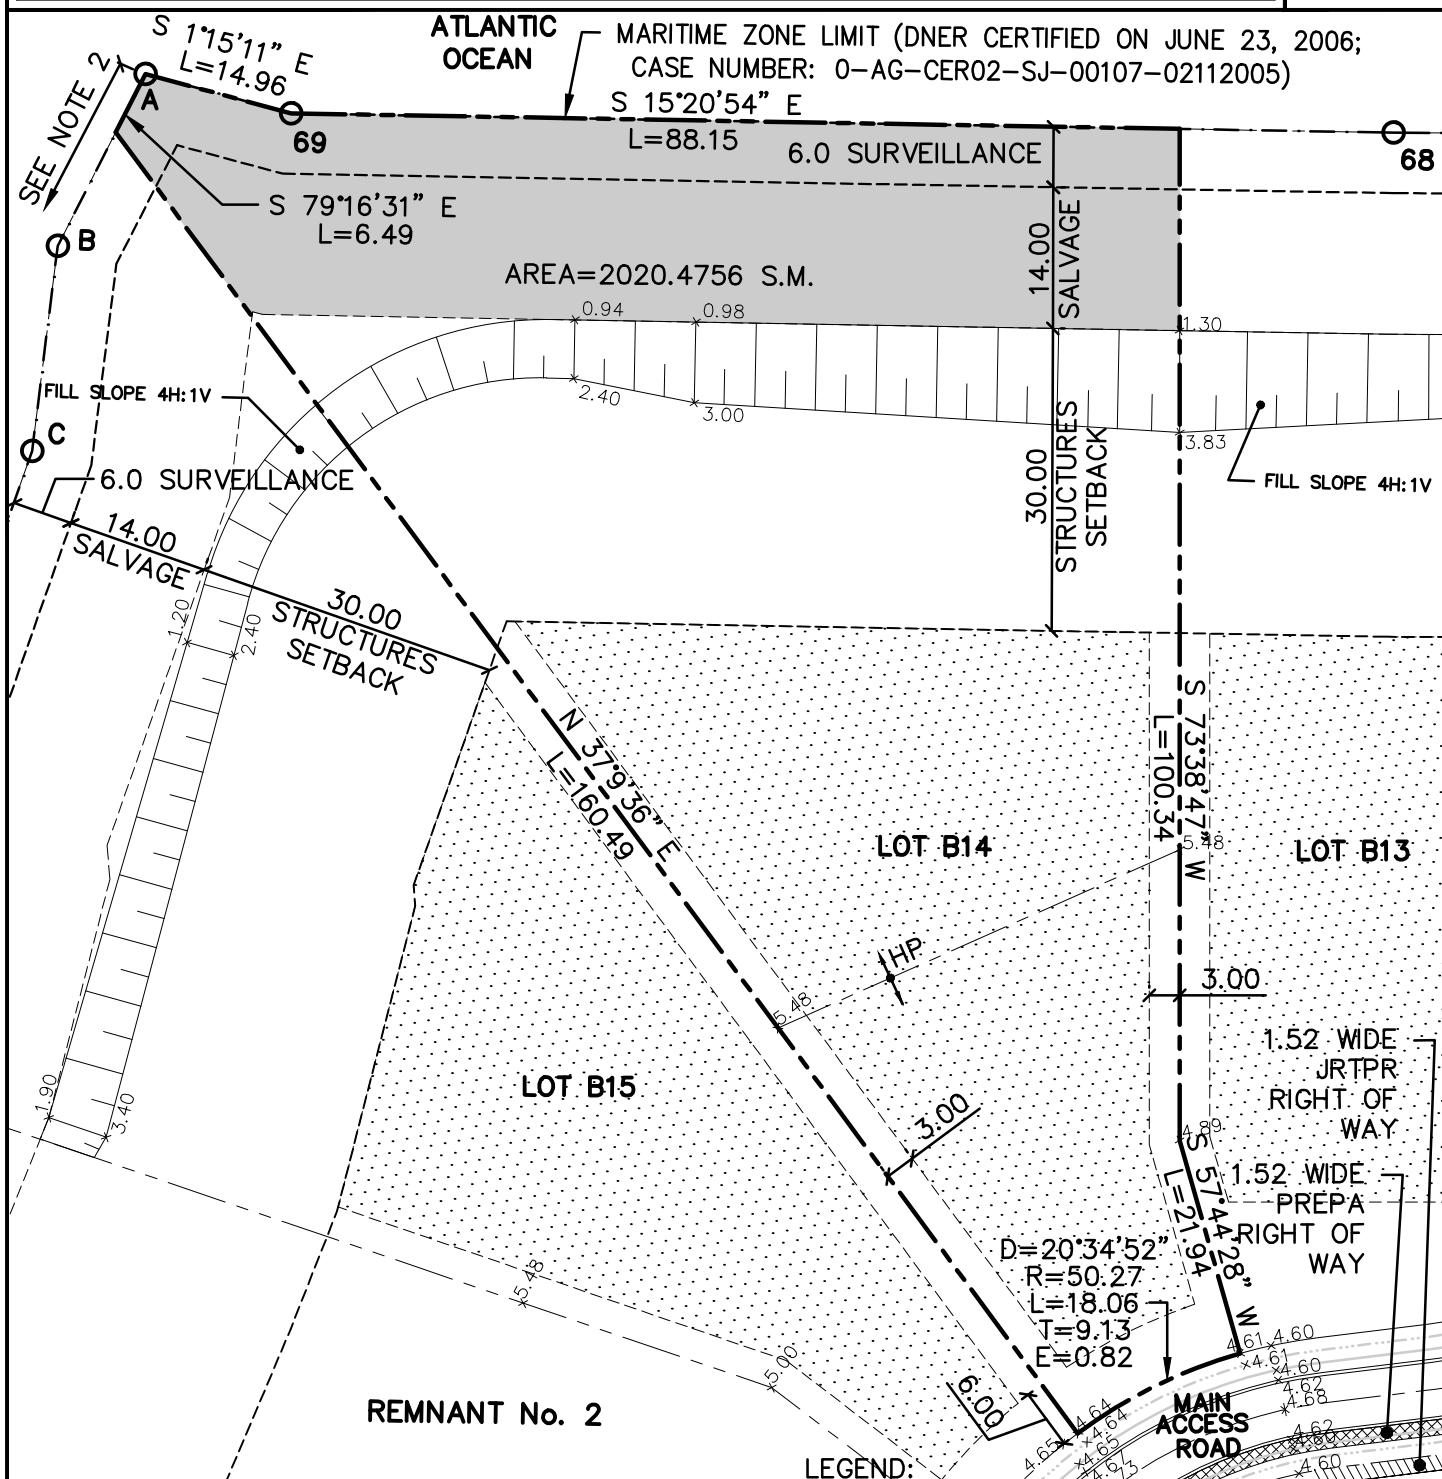 S 1°15'11" E
L=14.96
ATLANTIC
OCEAN
MARITIME ZONE LIMIT (DNER CERTIFIED ON JUNE 23, 2006;
CASE NUMBER: 0-AG-CER02-SJ-00107-02112005)
SEE NOTE 2
A
69
S 15°20'54" E
L=88.15
6.0 SURVEILLANCE
68
S 79°16'31" E
L=6.49
B
14.00
SALVAGE
AREA=2020.4756 S.M.
0.94
0.98
1.30
FILL SLOPE 4H:1V
2.40
3.00
3.83
C
30.00
STRUCTURES
SETBACK
FILL SLOPE 4H:1V
6.0 SURVEILLANCE
14.00
SALVAGE
30.00
STRUCTURES
SETBACK
1.20
2.40
N 37°9'36" E
L=160.49
S 73°38'47" W
L=100.34
LOT B14
5.48
LOT B13
HP
3.00
5.48
1.52 WIDE
JRTPR
RIGHT OF
WAY
LOT B15
1.90
3.40
3.00
4.89
S 57°44'28" W
L=21.94
1.52 WIDE
PREPA
RIGHT OF
WAY
D=20°34'52"
R=50.27
L=18.06
T=9.13
E=0.82
5.48
5.00
4.61
4.60
4.61
4.60
4.62
4.68
6.00
4.64
4.64
4.65
4.65
4.67
MAIN
ACCESS
ROAD
4.62
4.60
REMNANT No. 2
LEGEND: